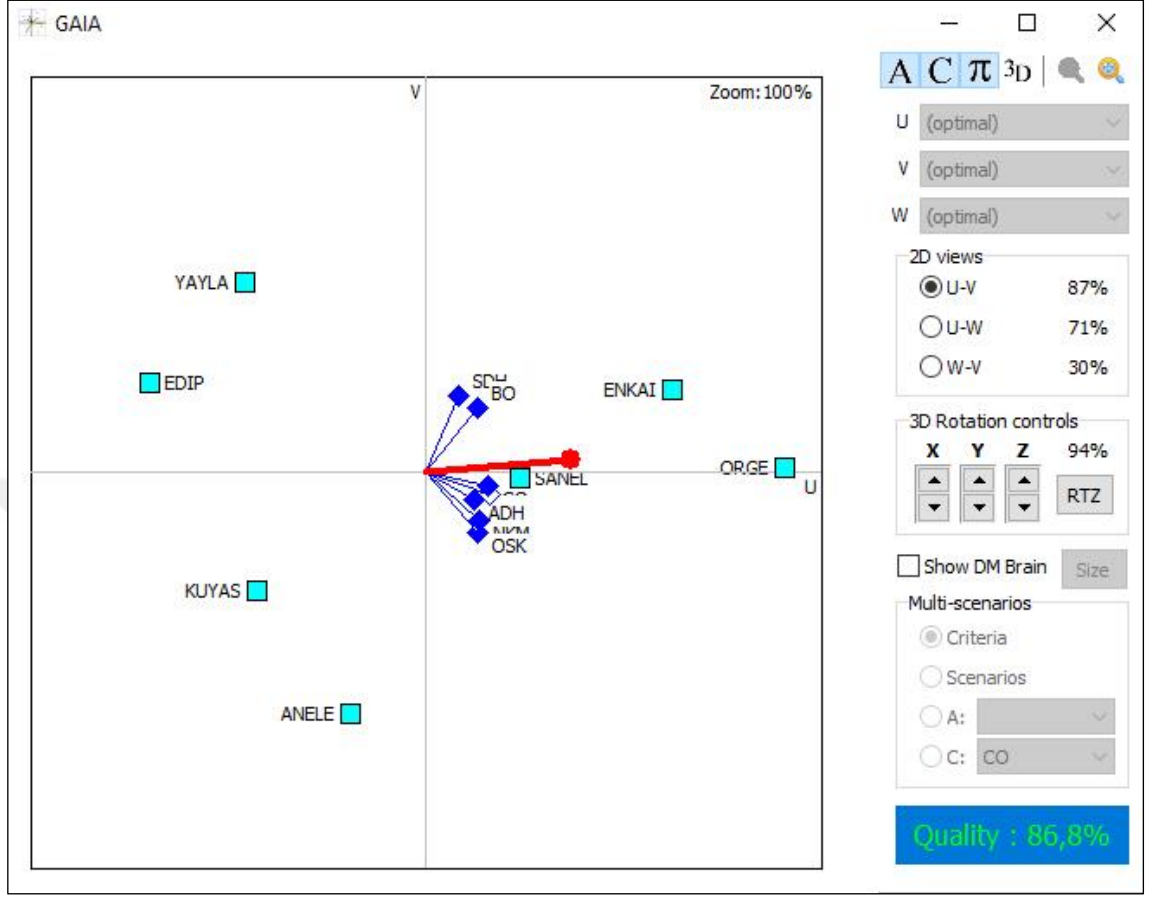 GAIA
A C π 3D
V
Zoom: 100%
U (optimal)
V (optimal)
W (optimal)
2D views
U-V 87%
U-W 71%
W-V 30%
3D Rotation controls
X Y Z 94%
RTZ
Show DM Brain Size
Multi-scenarios
Criteria
Scenarios
A:
C: CO
Quality : 86,8%
YAYLA
EDIP
SDH
BO
ENKAI
ORGE
U
SANEL
ADH
NKM
OSK
KUYAS
ANELE